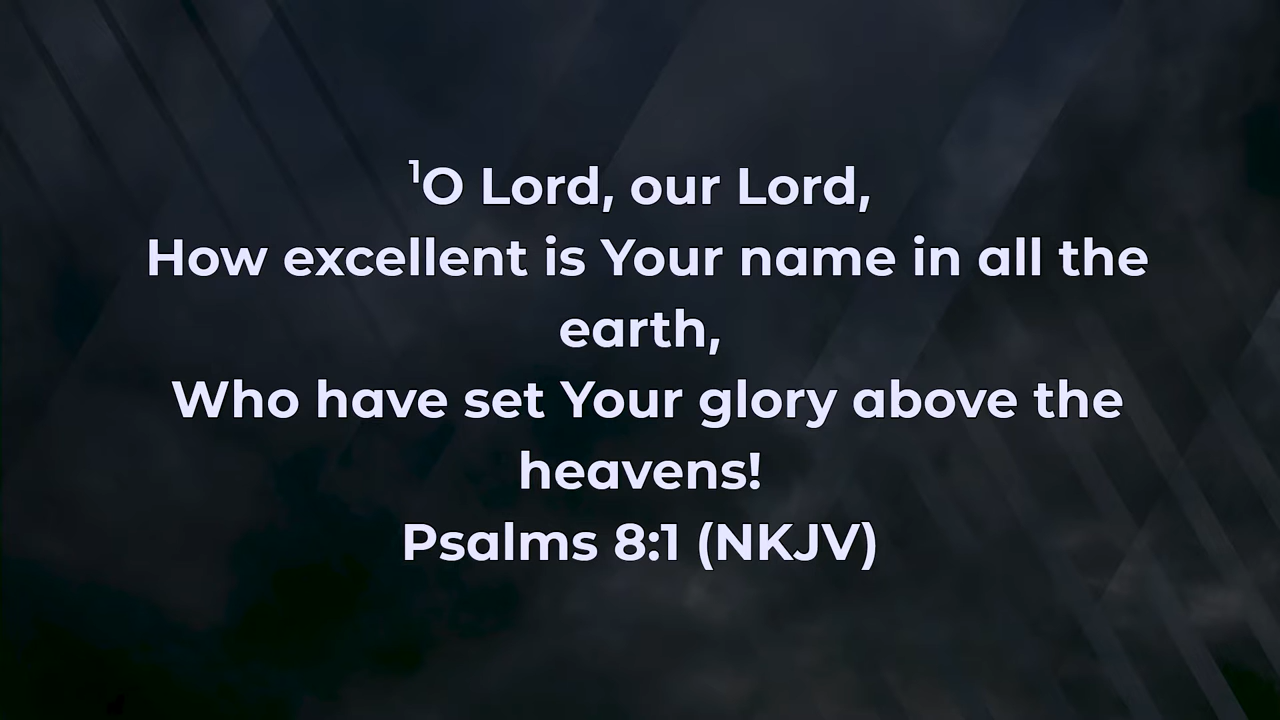 ¹O Lord, our Lord,
How excellent is Your name in all the
earth,
Who have set Your glory above the
heavens!
Psalms 8:1 (NKJV)